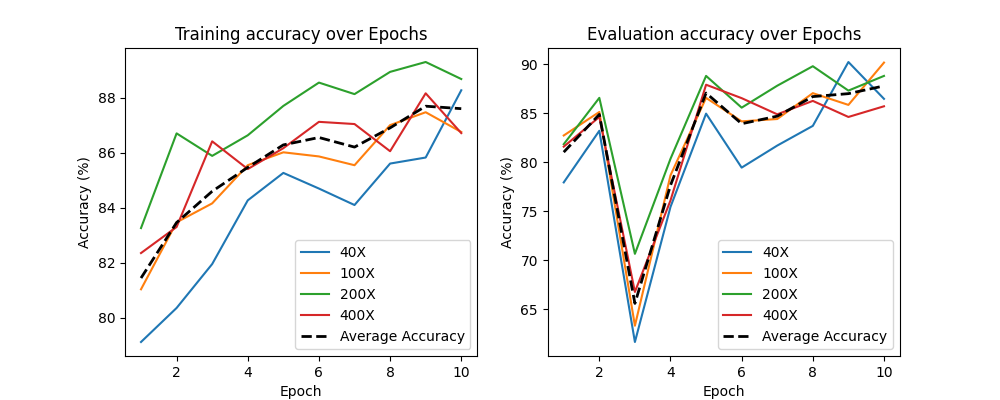 Training accuracy over Epochs
Accuracy (%)
88
86
84
82
80
2 4 6 8 10
Epoch
40X
100X
200X
400X
Average Accuracy
Evaluation accuracy over Epochs
Accuracy (%)
90
85
80
75
70
65
2 4 6 8 10
Epoch
40X
100X
200X
400X
Average Accuracy